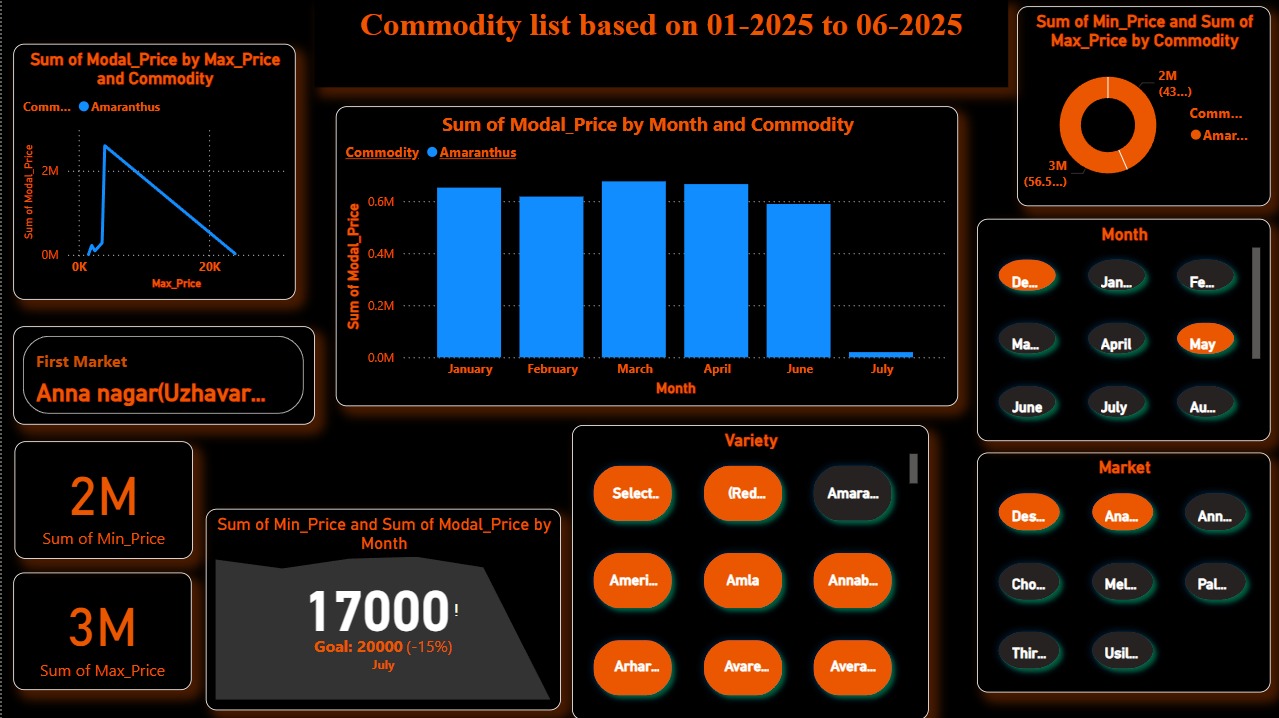 Commodity list based on 01-2025 to 06-2025
Sum of Modal_Price by Max_Price
and Commodity
Comm... Amaranthus
Sum of Modal_Price
2M
0M
0K 20K
Max_Price
Sum of Modal_Price by Month and Commodity
Commodity Amaranthus
Sum of Modal_Price
0.6M
0.4M
0.2M
0.0M
January February March April June July
Month
Sum of Min_Price and Sum of
Max_Price by Commodity
2M
(43...)
Comm...
Amar...
3M
(56.5...)
Month
De... Jan... Fe...
Ma... April May
June July Au...
First Market
Anna nagar(Uzhavar...
2M
Sum of Min_Price
3M
Sum of Max_Price
Sum of Min_Price and Sum of Modal_Price by
Month
17000!
Goal: 20000 (-15%)
July
Variety
Select.. (Red... Amara...
Ameri... Amla Annab...
Arhar... Avare... Avera...
Market
Des... Ana... Ann...
Cho... Mel... Pal...
Thir... Usil...